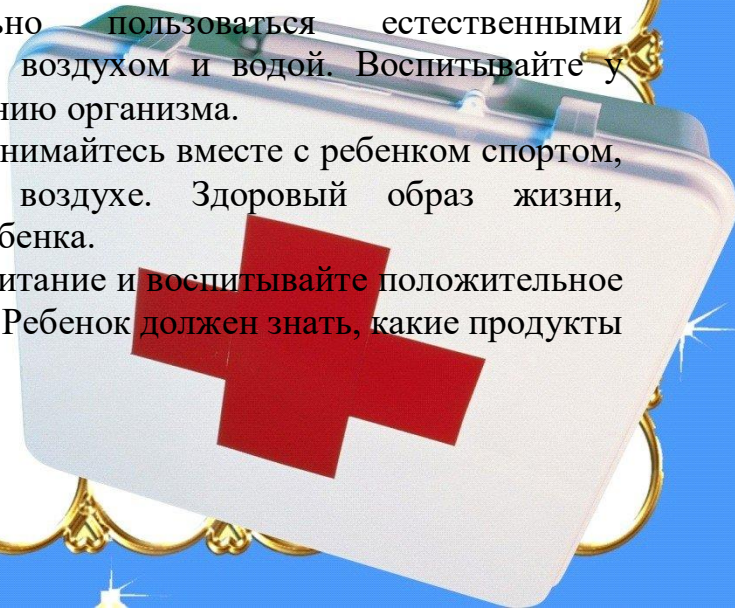 ьно пользоваться естественными
воздухом и водой. Воспитывайте у
нию организма.
нимайтесь вместе с ребенком спортом,
воздухе. Здоровый образ жизни,
бенка.
итание и воспитывайте положительное
Ребенок должен знать, какие продукты